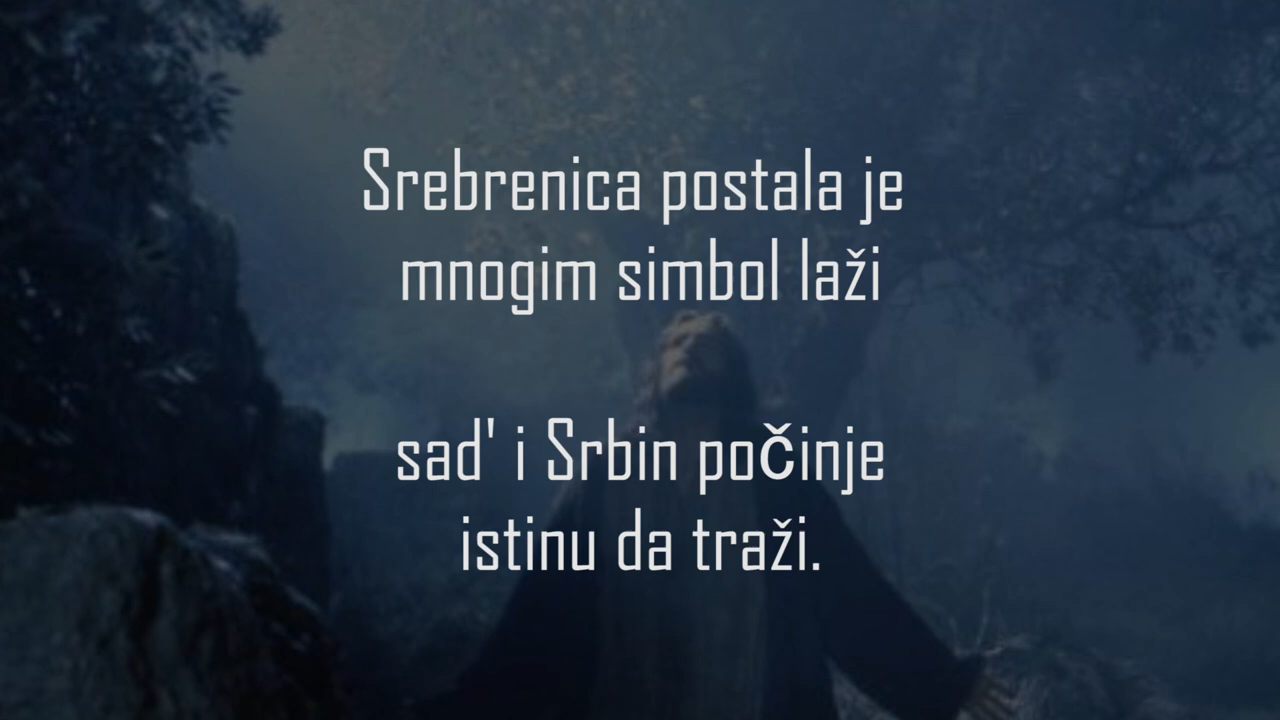 Srebrenica postala je
mnogim simbol laži
sad' i Srbin počinje
istinu da traži.